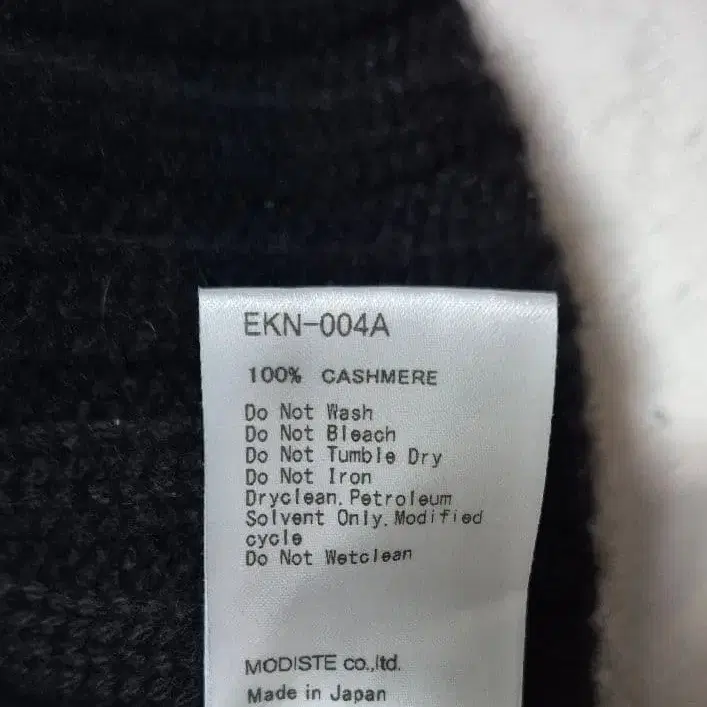 EKN-004A
100% CASHMERE
Do Not Wash
Do Not Bleach
Do Not Tumble Dry
Do Not Iron
Dryclean. Petroleum
Solvent Only. Modified
cycle
Do Not Wetclean
MODISTE co.,ltd.
Made in Japan